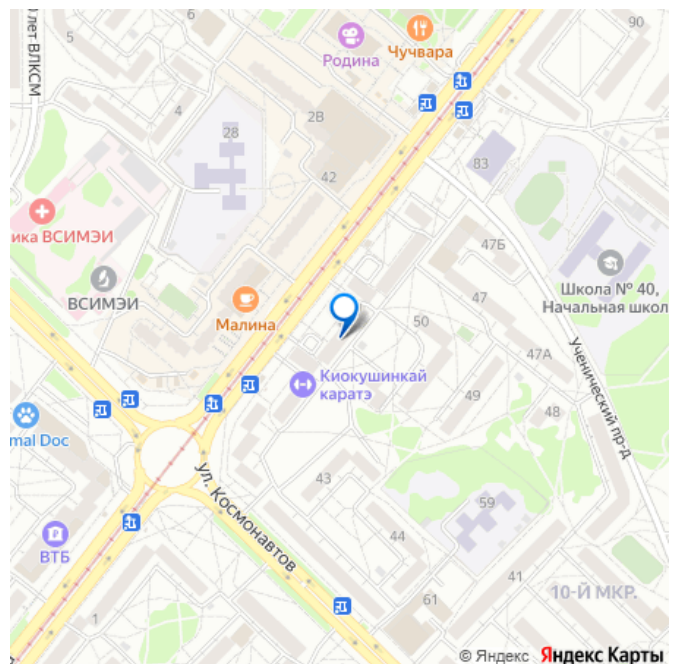 90
0 лет ВЛКСМ
5
Родина
Чучвара
4
2В
28
42
83
ика ВСИМЭИ
47Б
ВСИМЭИ
Школа № 40,
Начальная школ
47
Малина
50
47А
Ученический пр-д
Киокушинкай
каратэ
49
48
mal Doc
43
ул. Космонавтов
59
44
ВТБ
41
10-Й МКР.
61
1
© Яндекс Яндекс Карты